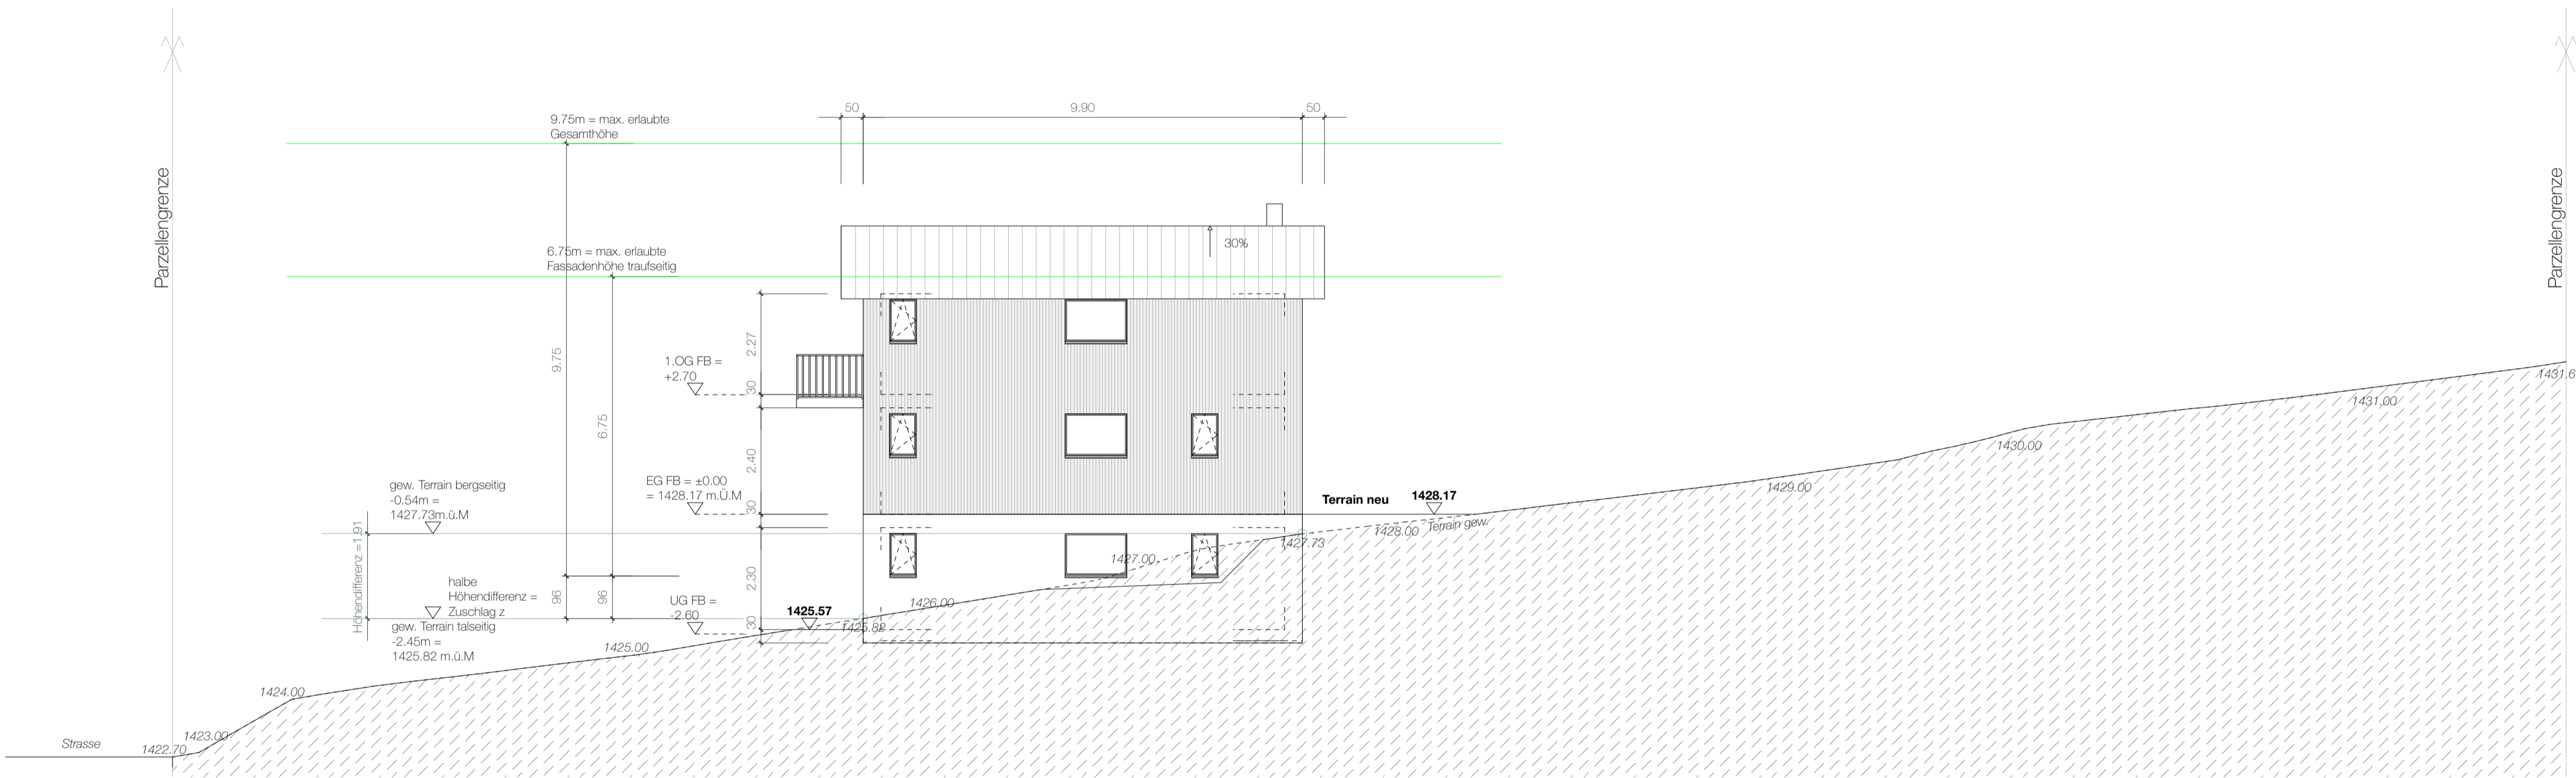 50
9.90
50
9.75m = max. erlaubte
Gesamthöhe
Parzellengrenze
Parzellengrenze
30%
6.75m = max. erlaubte
Fassadenhöhe traufseitig
9.75
6.75
2.27
1.OG FB =
+2.70
30
2.40
EG FB = ±0.00
= 1428.17 m.Ü.M
30
gew. Terrain bergseitig
-0.54m =
1427.73m.ü.M
Höhendifferenz =1.91
halbe
Höhendifferenz =
Zuschlag z
96
96
gew. Terrain talseitig
-2.45m =
1425.82 m.ü.M
2.30
UG FB =
-2.60
30
1425.57
1425.82
1426.00
1427.00
1427.73
Terrain neu
1428.17
Terrain gew.
1428.00
1429.00
1430.00
1431.00
1431.6
1425.00
1424.00
1423.00
1422.70
Strasse